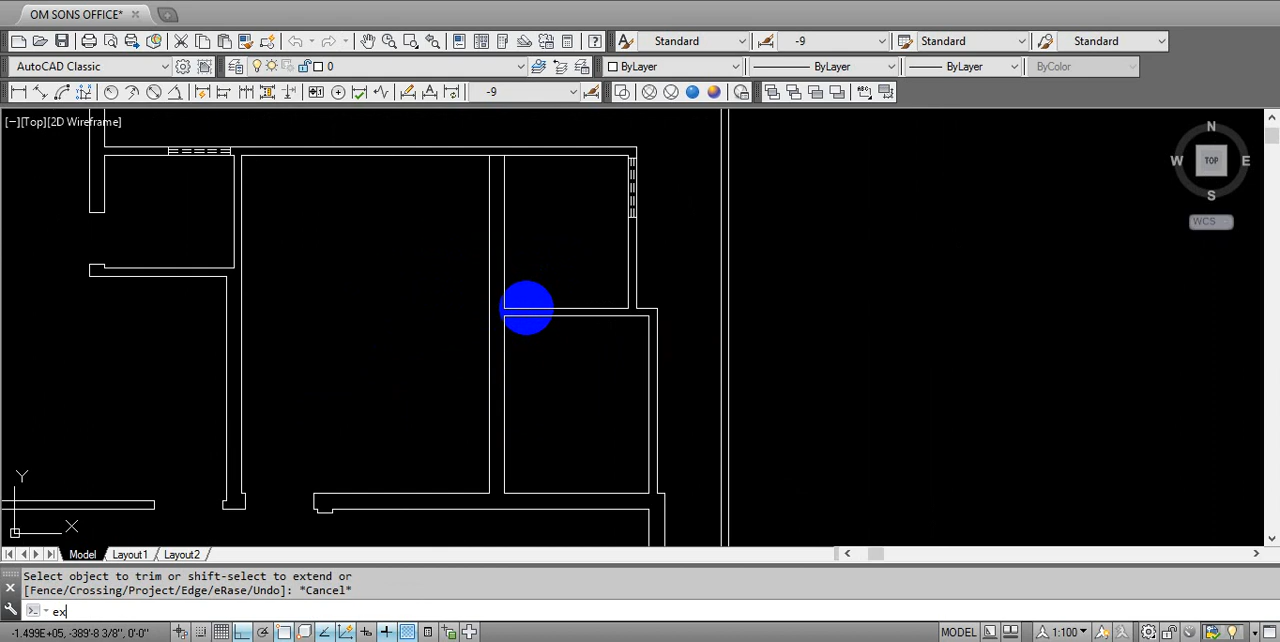 OM SONS OFFICE*
Standard -9 Standard Standard
AutoCAD Classic 0 ByLayer ByLayer ByLayer ByColor
-9
[−][Top][2D Wireframe]
N
W TOP E
S
WCS
Y
X
Model Layout1 Layout2
Select object to trim or shift-select to extend or
[Fence/Crossing/Project/Edge/eRase/Undo]: *Cancel*
ex
-1.499E+05, -389'-8 3/8", 0'-0" MODEL 1:100